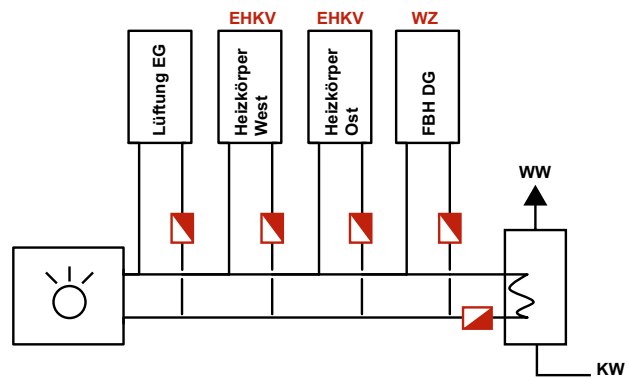 EHKV
EHKV
WZ
Lüftung EG
Heizkörper
West
Heizkörper
Ost
FBH DG
WW
KW